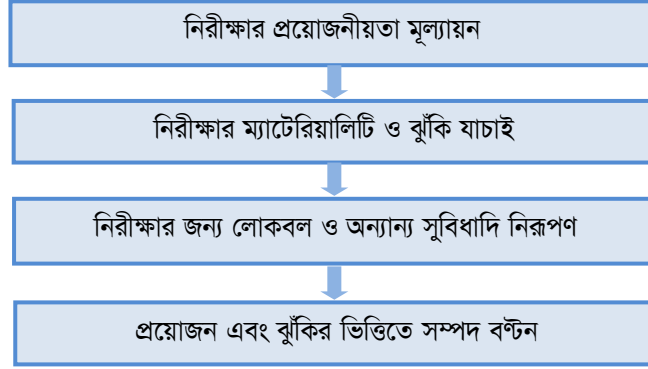 নিরীক্ষার প্রয়োজনীয়তা মূল্যায়ন
নিরীক্ষার ম্যাটেরিয়ালিটি ও ঝুঁকি যাচাই
নিরীক্ষার জন্য লোকবল ও অন্যান্য সুবিধাদি নিরূপণ
প্রয়োজন এবং ঝুঁকির ভিত্তিতে সম্পদ বণ্টন